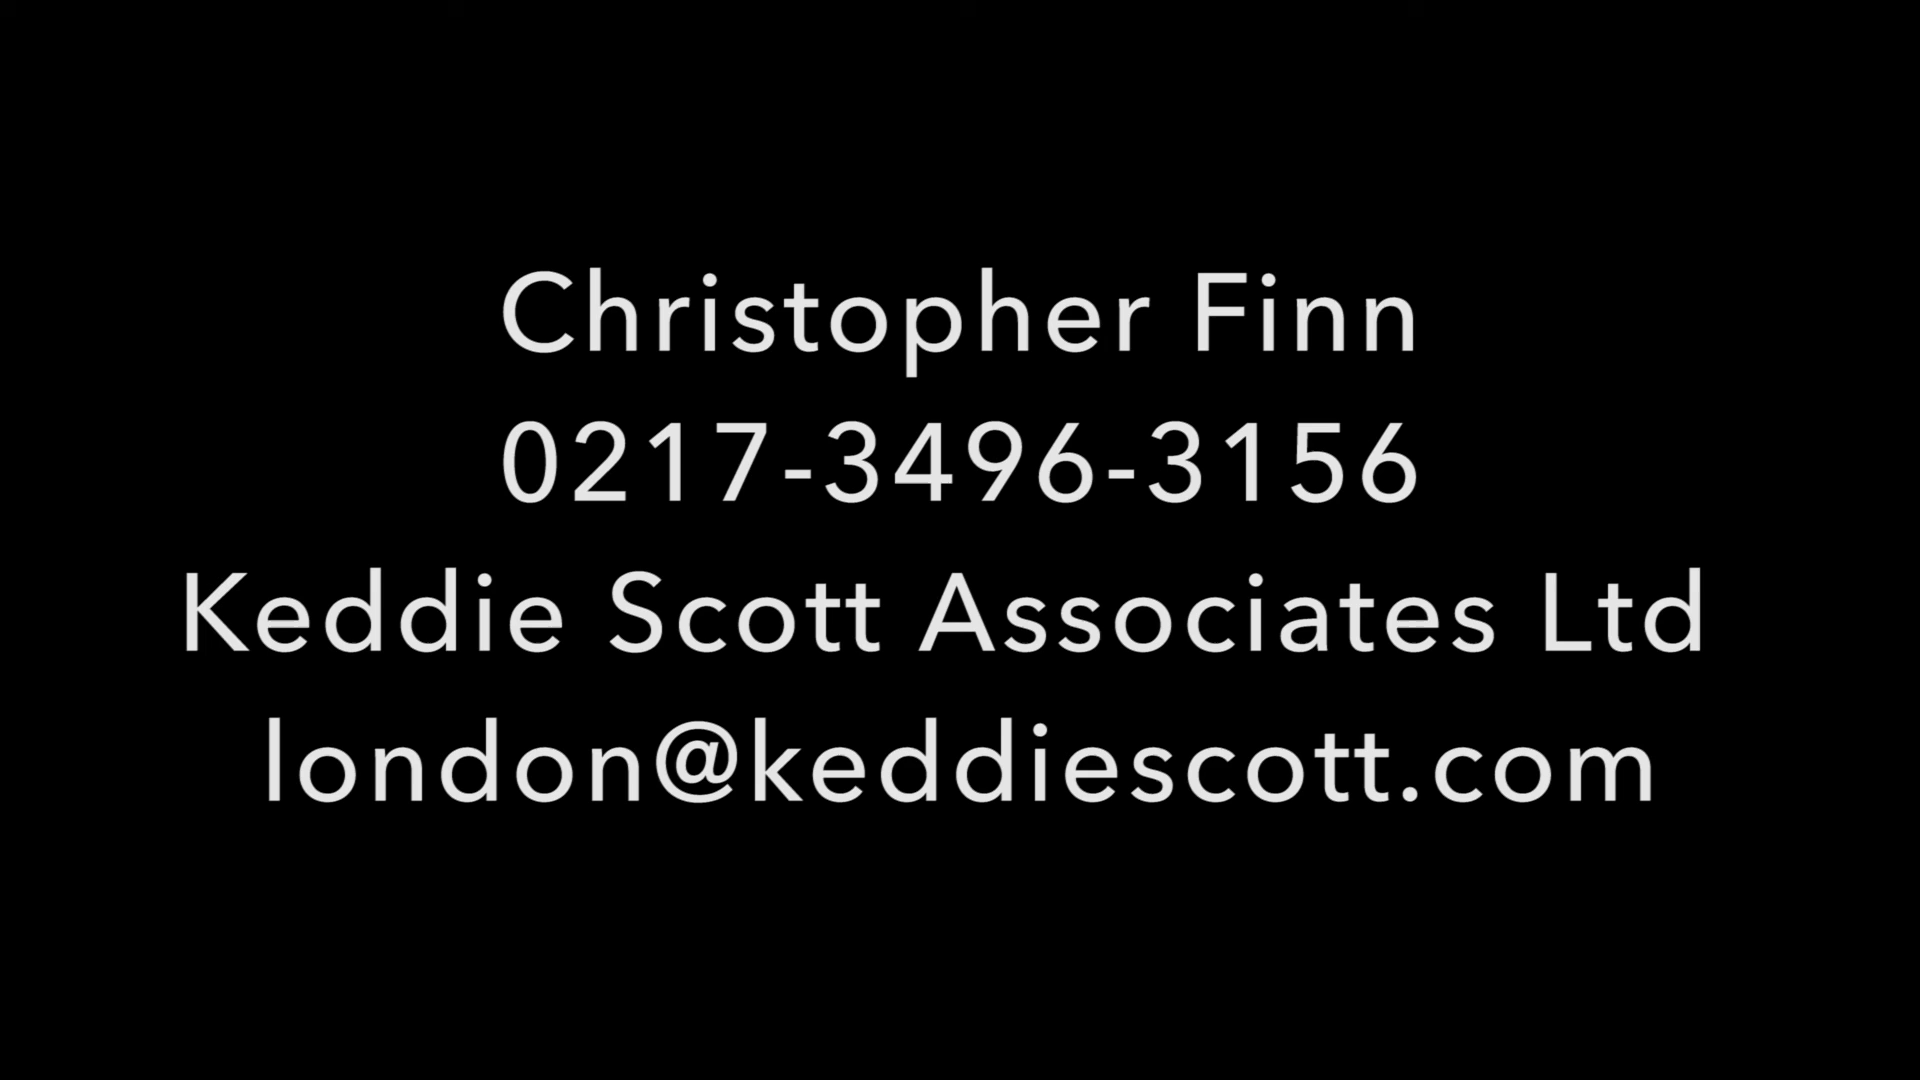 Christopher Finn
0217-3496-3156
Keddie Scott Associates Ltd
london@keddiescott.com